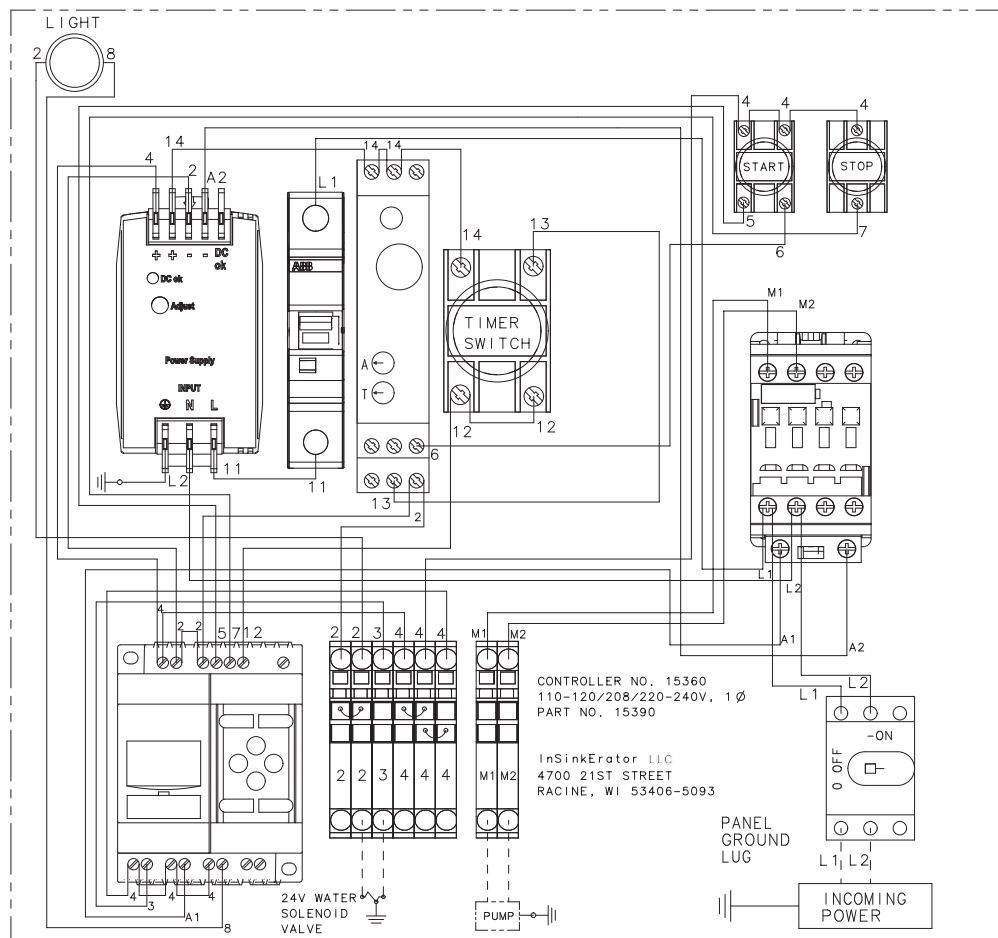 LIGHT
2 8
4 4 4
START STOP
5 6 7
14 14 14
4 2 A2
L1
+ + - - DC ok
DC ok
Adjust
Power Supply
INPUT
N L
L2 11
ABB
11
A
T
6
13
2
14 13
TIMER
SWITCH
12 12
M1 M2
L1 L2
A1 A2
4 2 2 5 7 12
2 2 3 4 4 4
M1 M2
CONTROLLER NO. 15360
110-120/208/220-240V, 1Ø
PART NO. 15390
InSinkErator LLC
4700 21ST STREET
RACINE, WI 53406-5093
2 2 3 4 4 4
M1 M2
L1 L2
-ON
O OFF
L1 L2
PANEL
GROUND
LUG
INCOMING
POWER
4 3 4 A1 4 8
24V WATER
SOLENOID
VALVE
PUMP